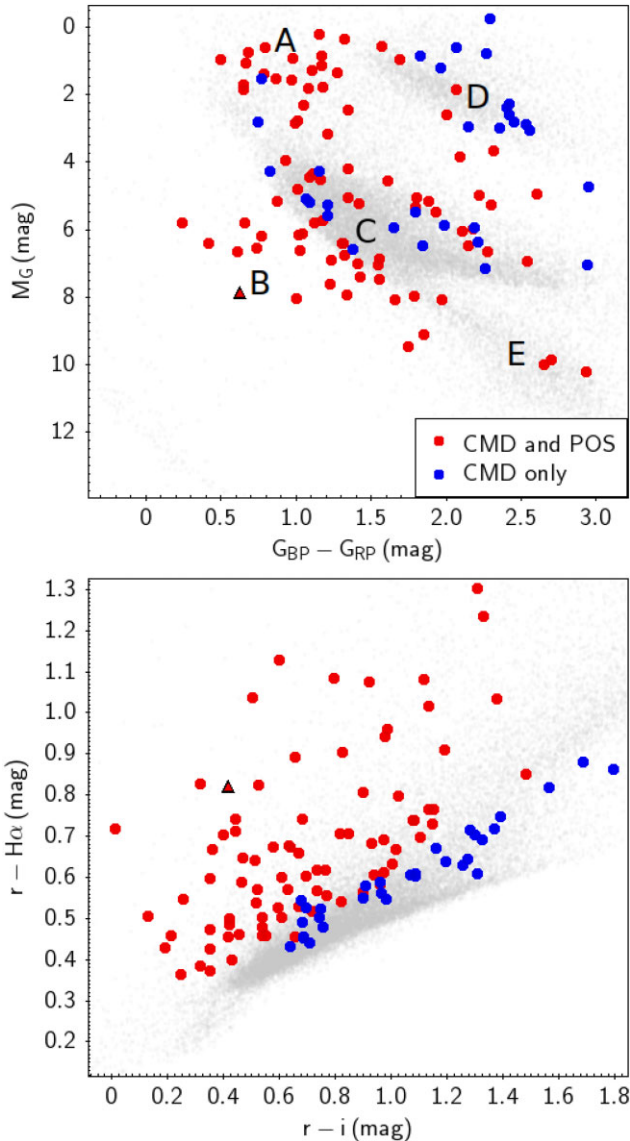 0
2
4
6
8
10
12
M_G (mag)
A
D
C
B
E
CMD and POS
CMD only
0 0.5 1.0 1.5 2.0 2.5 3.0
G_BP − G_RP (mag)
1.3
1.2
1.1
1.0
0.9
0.8
0.7
0.6
0.5
0.4
0.3
0.2
r − Hα (mag)
0 0.2 0.4 0.6 0.8 1.0 1.2 1.4 1.6 1.8
r − i (mag)